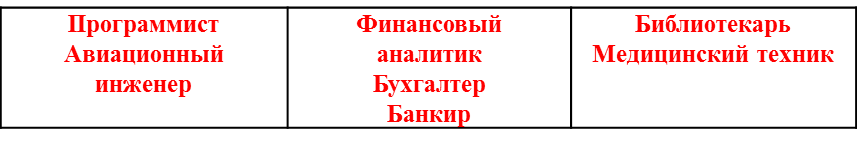 Программист
Авиационный
инженер
Финансовый
аналитик
Бухгалтер
Банкир
Библиотекарь
Медицинский техник